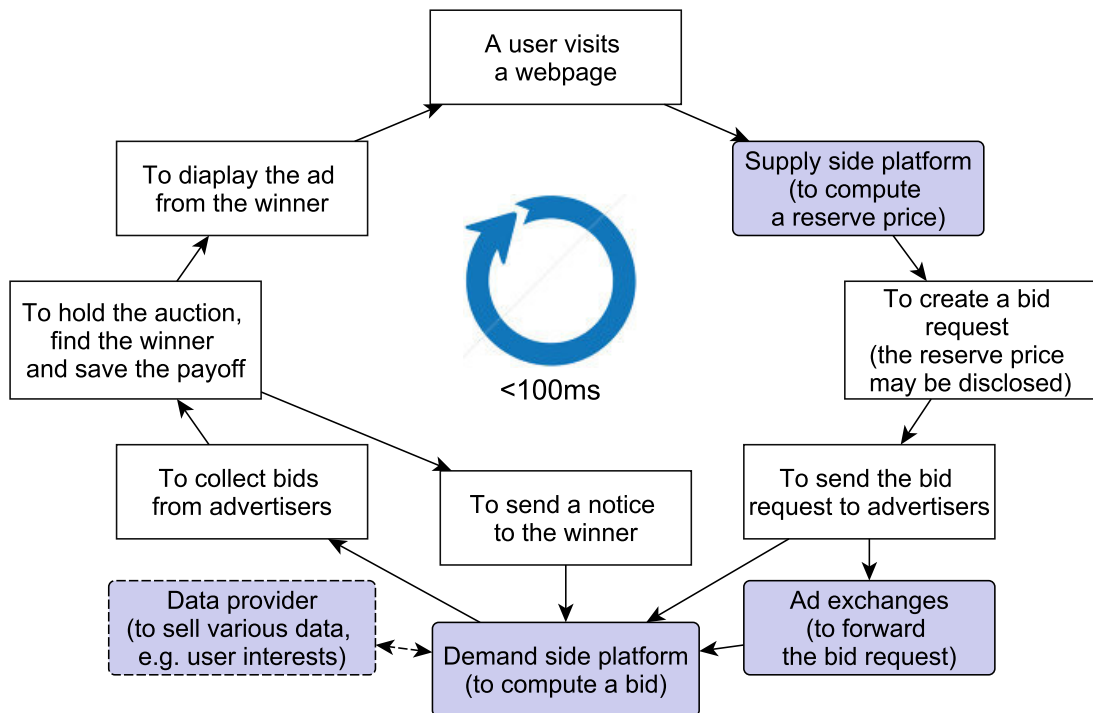 A user visits
a webpage
Supply side platform
(to compute
a reserve price)
To create a bid
request
(the reserve price
may be disclosed)
To send the bid
request to advertisers
Ad exchanges
(to forward
the bid request)
Demand side platform
(to compute a bid)
Data provider
(to sell various data,
e.g. user interests)
To collect bids
from advertisers
To hold the auction,
find the winner
and save the payoff
To send a notice
to the winner
To diaplay the ad
from the winner
<100ms